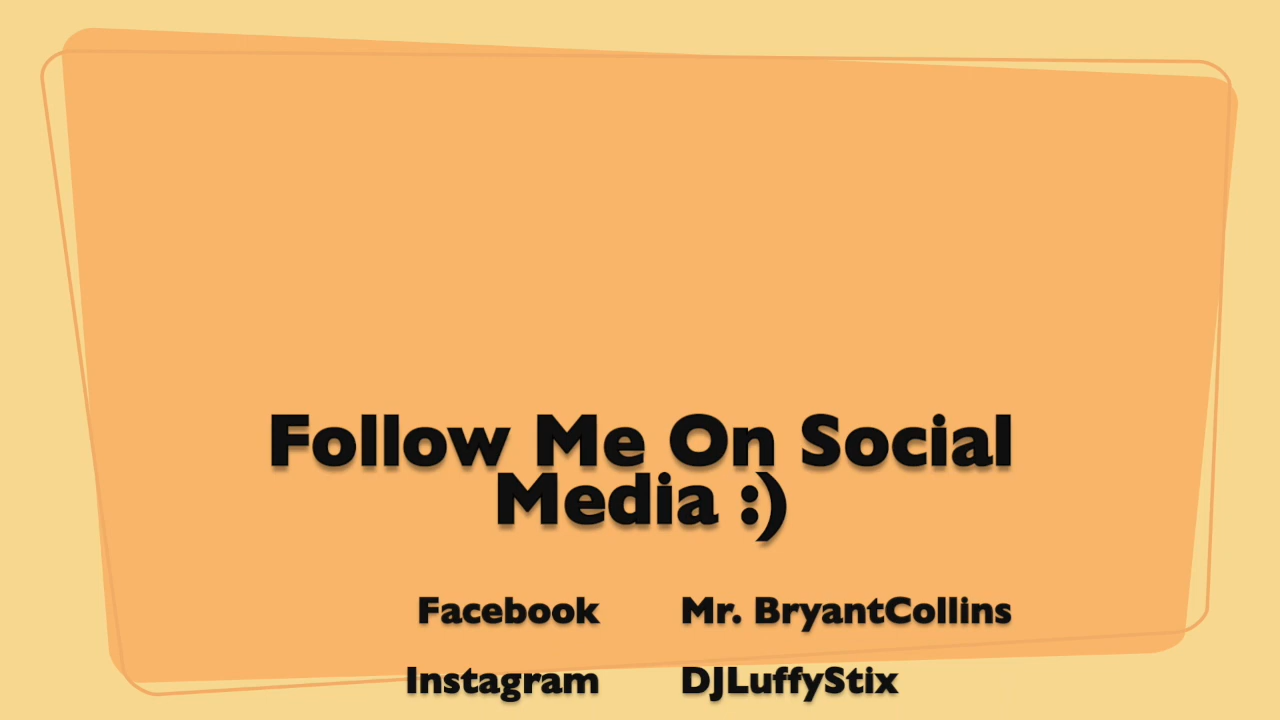 Follow Me On Social
Media :)
Facebook Mr. BryantCollins
Instagram DJLuffyStix